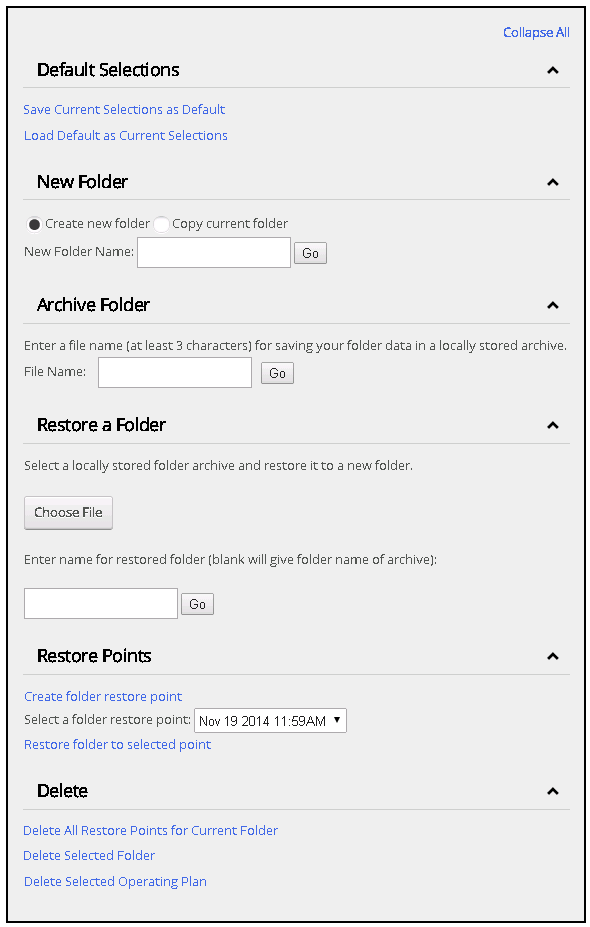 Collapse All
Default Selections
Save Current Selections as Default
Load Default as Current Selections
New Folder
Create new folder Copy current folder
New Folder Name: Go
Archive Folder
Enter a file name (at least 3 characters) for saving your folder data in a locally stored archive.
File Name: Go
Restore a Folder
Select a locally stored folder archive and restore it to a new folder.
Choose File
Enter name for restored folder (blank will give folder name of archive):
Go
Restore Points
Create folder restore point
Select a folder restore point: Nov 19 2014 11:59AM
Restore folder to selected point
Delete
Delete All Restore Points for Current Folder
Delete Selected Folder
Delete Selected Operating Plan